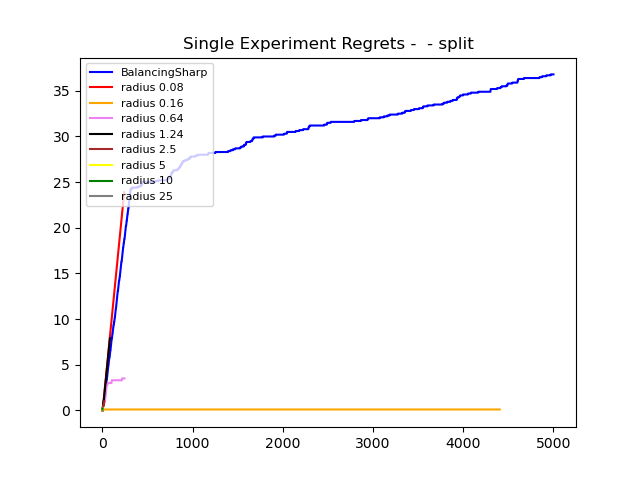 Single Experiment Regrets -  - split
BalancingSharp
radius 0.08
radius 0.16
radius 0.64
radius 1.24
radius 2.5
radius 5
radius 10
radius 25
35
30
25
20
15
10
5
0
0 1000 2000 3000 4000 5000